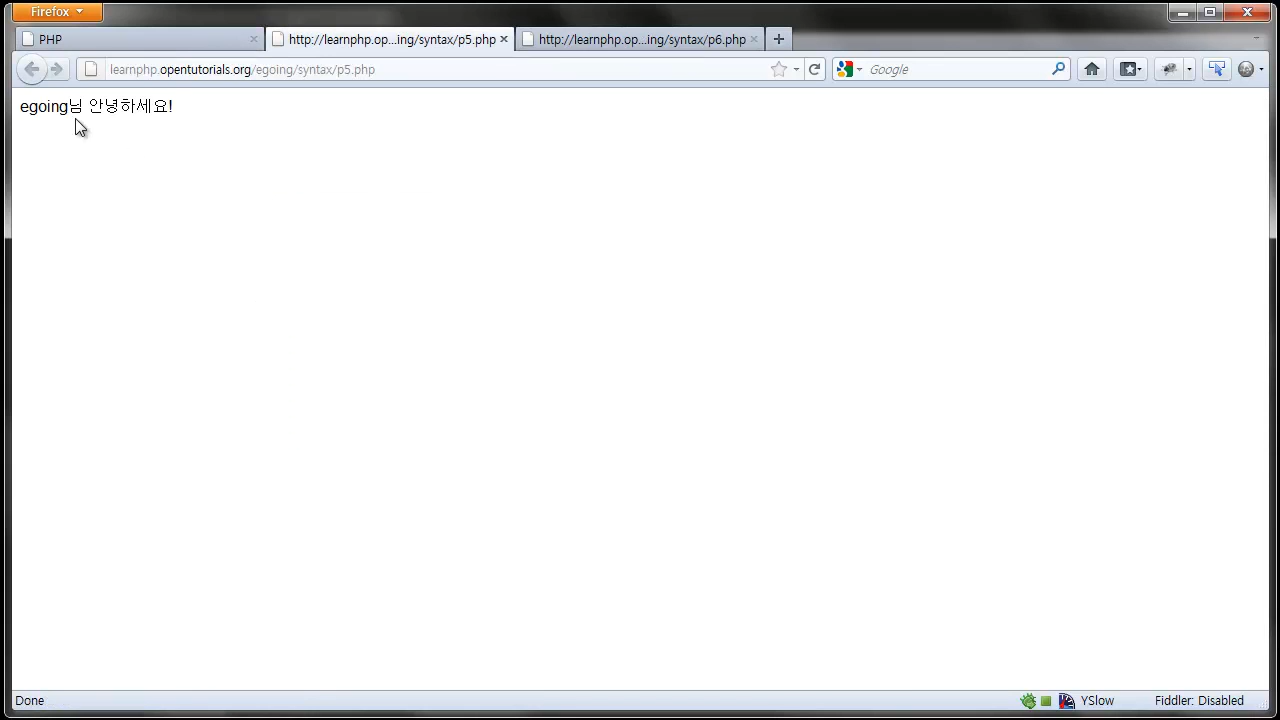 Firefox
PHP
http://learnphp.op...ing/syntax/p5.php
http://learnphp.op...ing/syntax/p6.php
learnphp.opentutorials.org/egoing/syntax/p5.php
Google
egoing님 안녕하세요!
Done
YSlow
Fiddler: Disabled